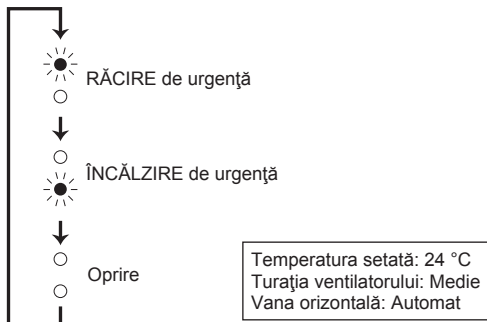 RĂCIRE de urgenţă
ÎNCĂLZIRE de urgenţă
Oprire
Temperatura setată: 24 °C
Turaţia ventilatorului: Medie
Vana orizontală: Automat